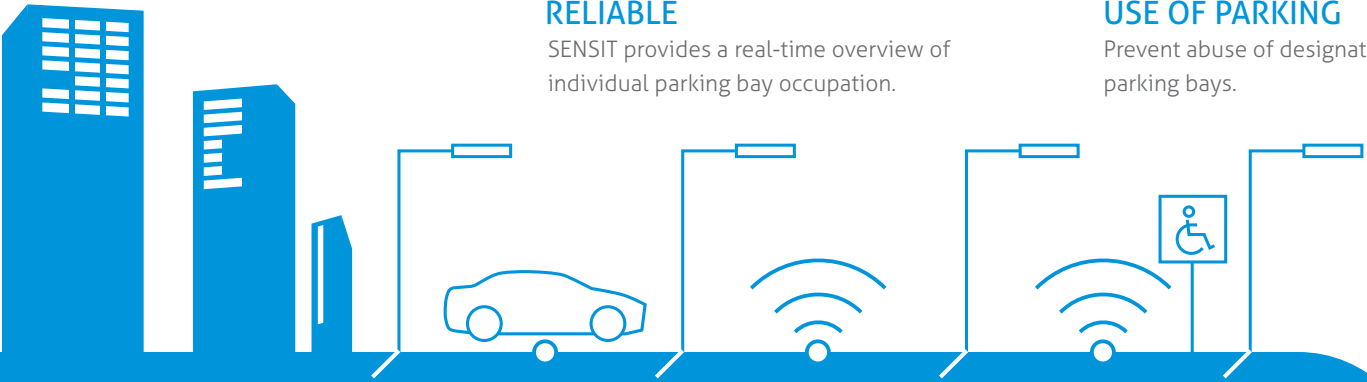 RELIABLE
SENSIT provides a real-time overview of
individual parking bay occupation.
USE OF PARKING
Prevent abuse of designat
parking bays.